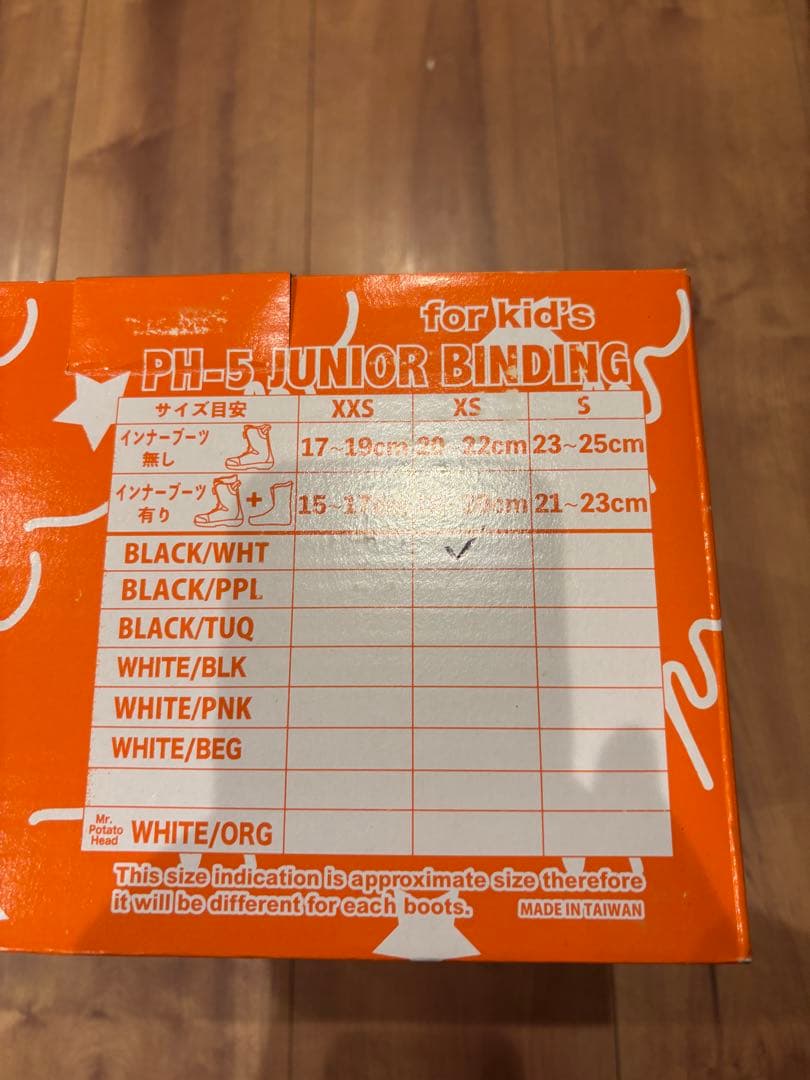 for kid's
PH-5 JUNIOR BINDING
サイズ目安 XXS XS S
インナーブーツ 無し 17~19cm 20~22cm 23~25cm
インナーブーツ 有り + 15~17cm 21~23cm
BLACK/WHT ✓
BLACK/PPL
BLACK/TUQ
WHITE/BLK
WHITE/PNK
WHITE/BEG
Mr. Potato Head WHITE/ORG
This size indication is approximate size therefore
it will be different for each boots.
MADE IN TAIWAN